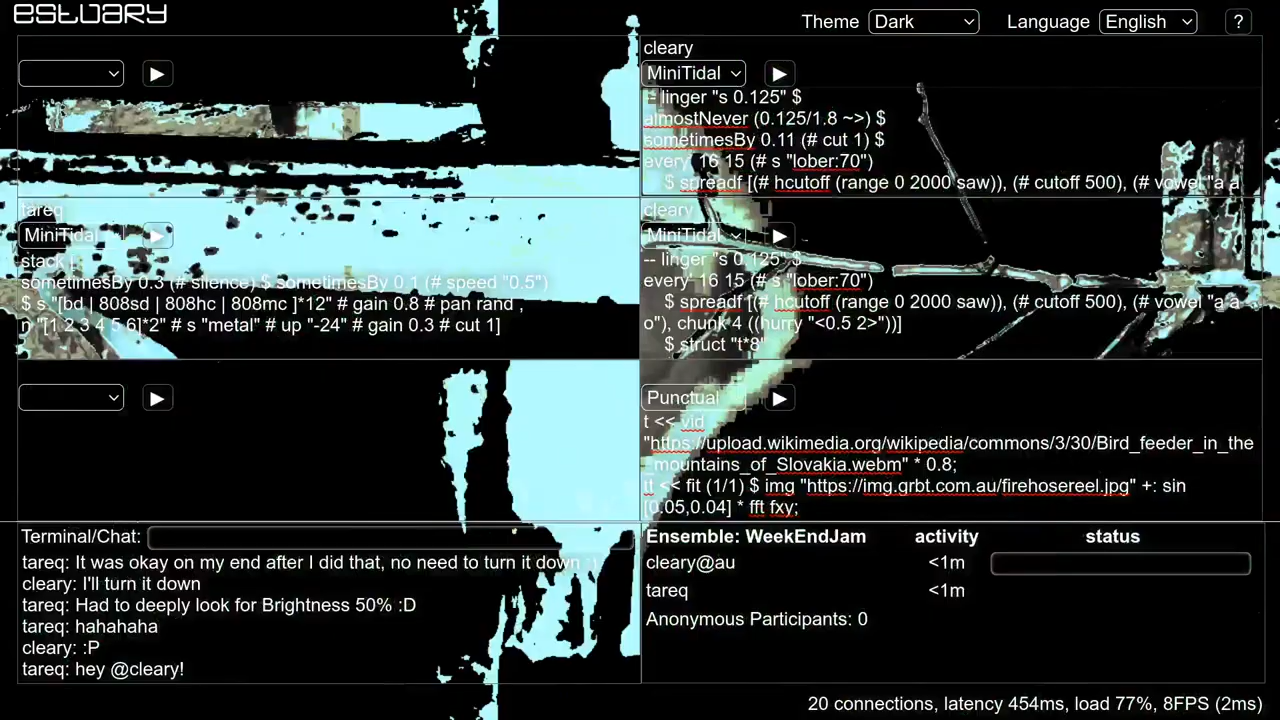 estuary
Theme Dark Language English ?
cleary
MiniTidal
-- linger "s 0.125" $
almostNever (0.125/1.8 ~>) $
sometimesBy 0.11 (# cut 1) $
every' 16 15 (# s "lober:70")
$ spreadf [(# hcutoff (range 0 2000 saw)), (# cutoff 500), (# vowel "a a
tareq
MiniTidal
stack [
sometimesBy 0.3 (# silence) $ sometimesBy 0.1 (# speed "0.5")
$ s "[bd | 808sd | 808hc | 808mc ]*12" # gain 0.8 # pan rand ,
n "[1 2 3 4 5 6]*2" # s "metal" # up "-24" # gain 0.3 # cut 1]
cleary
MiniTidal
-- linger "s 0.125" $
every' 16 15 (# s "lober:70")
$ spreadf [(# hcutoff (range 0 2000 saw)), (# cutoff 500), (# vowel "a a
o"), chunk 4 ((hurry "<0.5 2>"))]
$ struct "t*8"
Punctual
t << vid
"https://upload.wikimedia.org/wikipedia/commons/3/30/Bird_feeder_in_the
_mountains_of_Slovakia.webm" * 0.8;
tt << fit (1/1) $ img "https://img.grbt.com.au/firehosereel.jpg" +: sin
[0.05,0.04] * fft fxy;
Terminal/Chat:
tareq: It was okay on my end after I did that, no need to turn it down :)
cleary: I'll turn it down
tareq: Had to deeply look for Brightness 50% :D
tareq: hahahaha
cleary: :P
tareq: hey @cleary!
Ensemble: WeekEndJam activity status
cleary@au <1m
tareq <1m
Anonymous Participants: 0
20 connections, latency 454ms, load 77%, 8FPS (2ms)